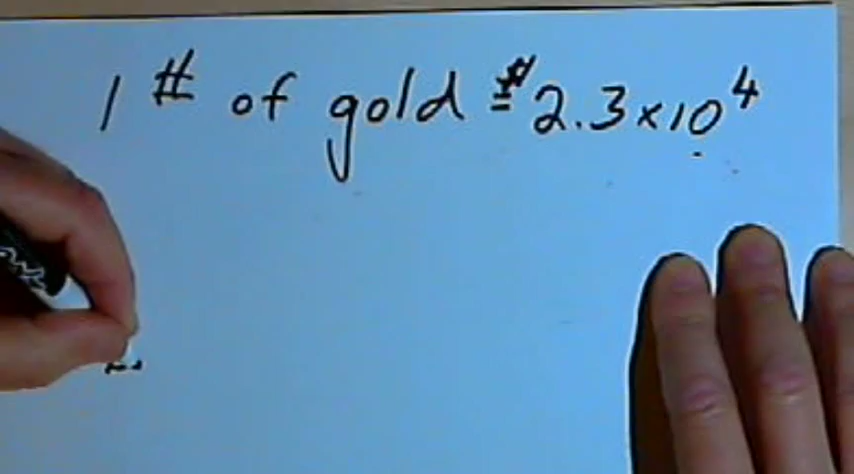 1 # of gold = $2.3×10⁴